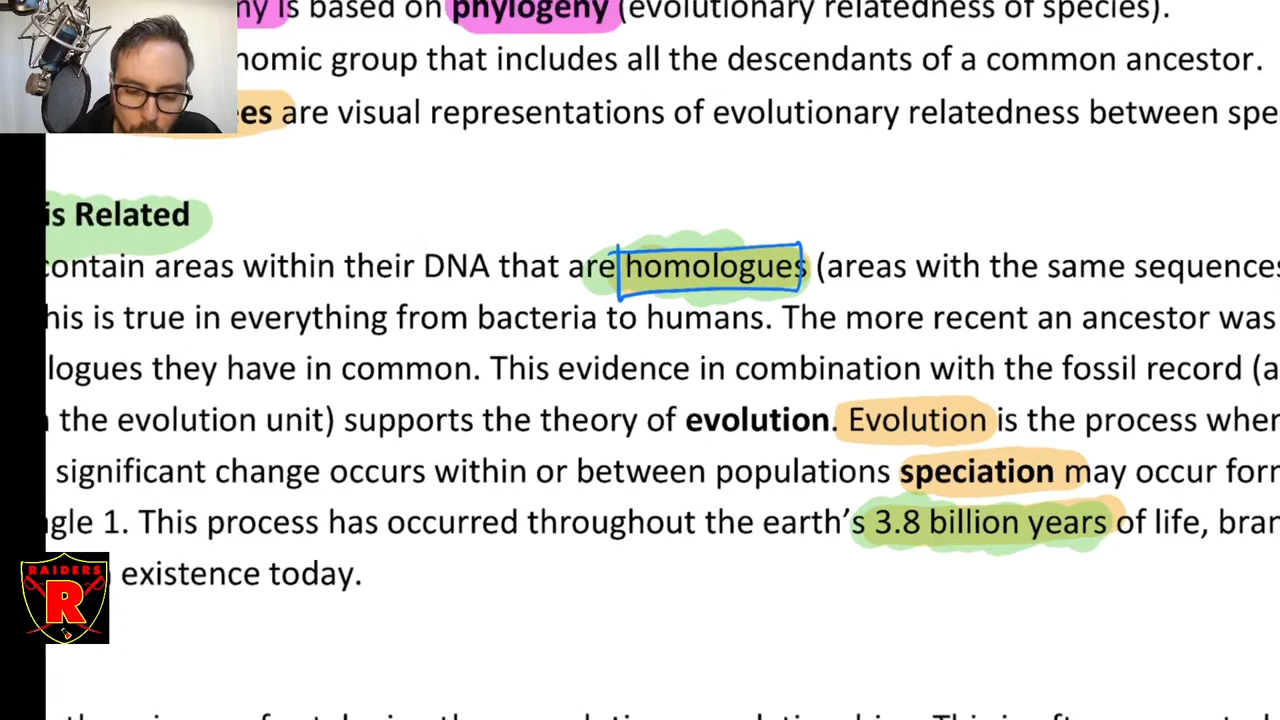 my is based on phylogeny (evolutionary relatedness of species).
nomic group that includes all the descendants of a common ancestor.
ees are visual representations of evolutionary relatedness between spe
is Related
contain areas within their DNA that are homologues (areas with the same sequences
his is true in everything from bacteria to humans. The more recent an ancestor was
logues they have in common. This evidence in combination with the fossil record (a
the evolution unit) supports the theory of evolution. Evolution is the process wher
significant change occurs within or between populations speciation may occur form
gle 1. This process has occurred throughout the earth's 3.8 billion years of life, bran
existence today.
RAIDERS
R